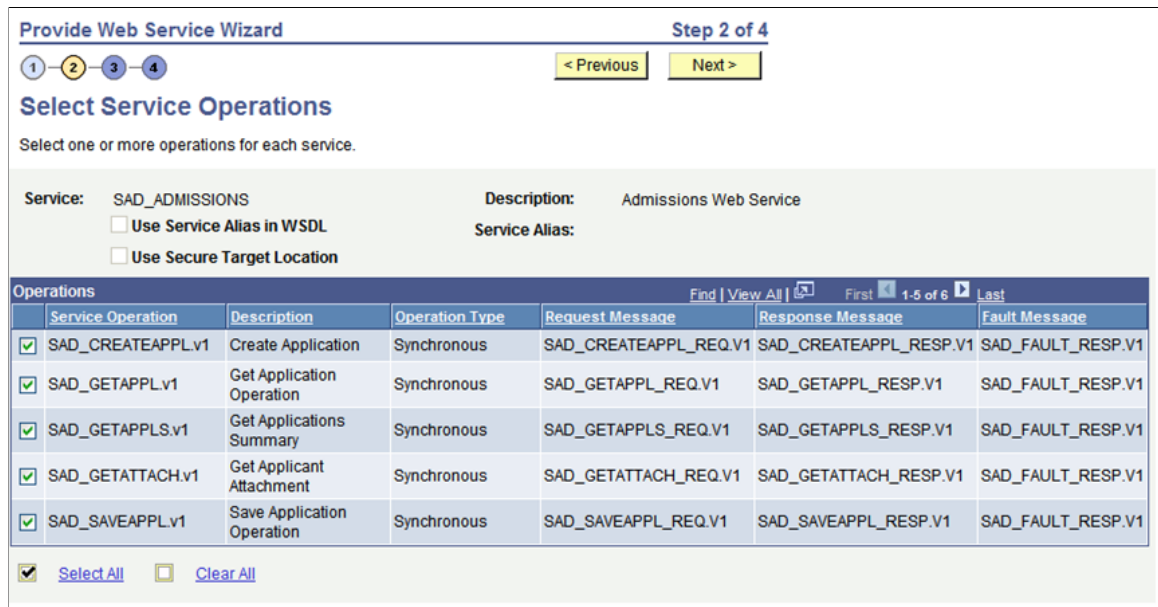 Provide Web Service Wizard Step 2 of 4
1 2 3 4 < Previous Next >
Select Service Operations
Select one or more operations for each service.
Service: SAD_ADMISSIONS Description: Admissions Web Service
Use Service Alias in WSDL Service Alias:
Use Secure Target Location
Operations Find | View All | First 1-5 of 6 Last
Service Operation Description Operation Type Request Message Response Message Fault Message
SAD_CREATEAPPL.v1 Create Application Synchronous SAD_CREATEAPPL_REQ.V1 SAD_CREATEAPPL_RESP.V1 SAD_FAULT_RESP.V1
SAD_GETAPPL.v1 Get Application Operation Synchronous SAD_GETAPPL_REQ.V1 SAD_GETAPPL_RESP.V1 SAD_FAULT_RESP.V1
SAD_GETAPPLS.v1 Get Applications Summary Synchronous SAD_GETAPPLS_REQ.V1 SAD_GETAPPLS_RESP.V1 SAD_FAULT_RESP.V1
SAD_GETATTACH.v1 Get Applicant Attachment Synchronous SAD_GETATTACH_REQ.V1 SAD_GETATTACH_RESP.V1 SAD_FAULT_RESP.V1
SAD_SAVEAPPL.v1 Save Application Operation Synchronous SAD_SAVEAPPL_REQ.V1 SAD_SAVEAPPL_RESP.V1 SAD_FAULT_RESP.V1
Select All Clear All